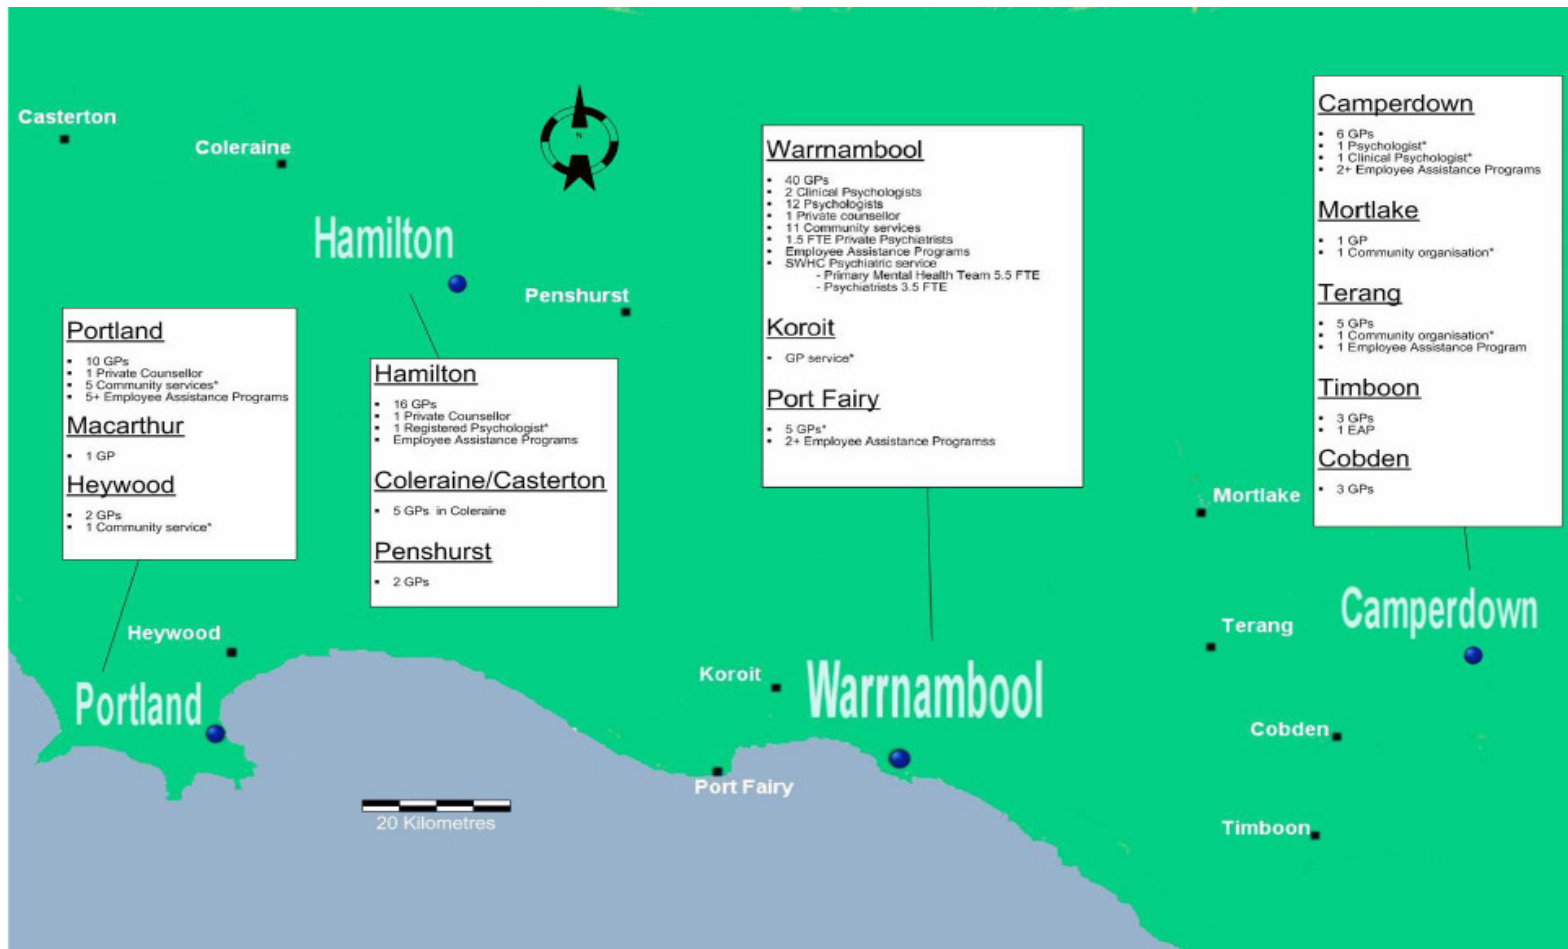 Casterton
Coleraine
N
Hamilton
Penshurst
Portland
▪ 10 GPs
▪ 1 Private Counsellor
▪ 5 Community services*
▪ 5+ Employee Assistance Programs
Macarthur
▪ 1 GP
Heywood
▪ 2 GPs
▪ 1 Community service*
Hamilton
▪ 16 GPs
▪ 1 Private Counsellor
▪ 1 Registered Psychologist*
▪ Employee Assistance Programs
Coleraine/Casterton
▪ 5 GPs in Coleraine
Penshurst
▪ 2 GPs
Warrnambool
▪ 40 GPs
▪ 2 Clinical Psychologists
▪ 12 Psychologists
▪ 1 Private counsellor
▪ 11 Community services
▪ 1.5 FTE Private Psychiatrists
▪ Employee Assistance Programs
▪ SWHC Psychiatric service
- Primary Mental Health Team 5.5 FTE
- Psychiatrists 3.5 FTE
Koroit
▪ GP service*
Port Fairy
▪ 5 GPs*
▪ 2+ Employee Assistance Programss
Camperdown
▪ 6 GPs
▪ 1 Psychologist*
▪ 1 Clinical Psychologist*
▪ 2+ Employee Assistance Programs
Mortlake
▪ 1 GP
▪ 1 Community organisation*
Terang
▪ 5 GPs
▪ 1 Community organisation*
▪ 1 Employee Assistance Program
Timboon
▪ 3 GPs
▪ 1 EAP
Cobden
▪ 3 GPs
Mortlake
Heywood
Terang
Camperdown
Koroit
Portland
Warrnambool
Cobden
Port Fairy
20 Kilometres
Timboon